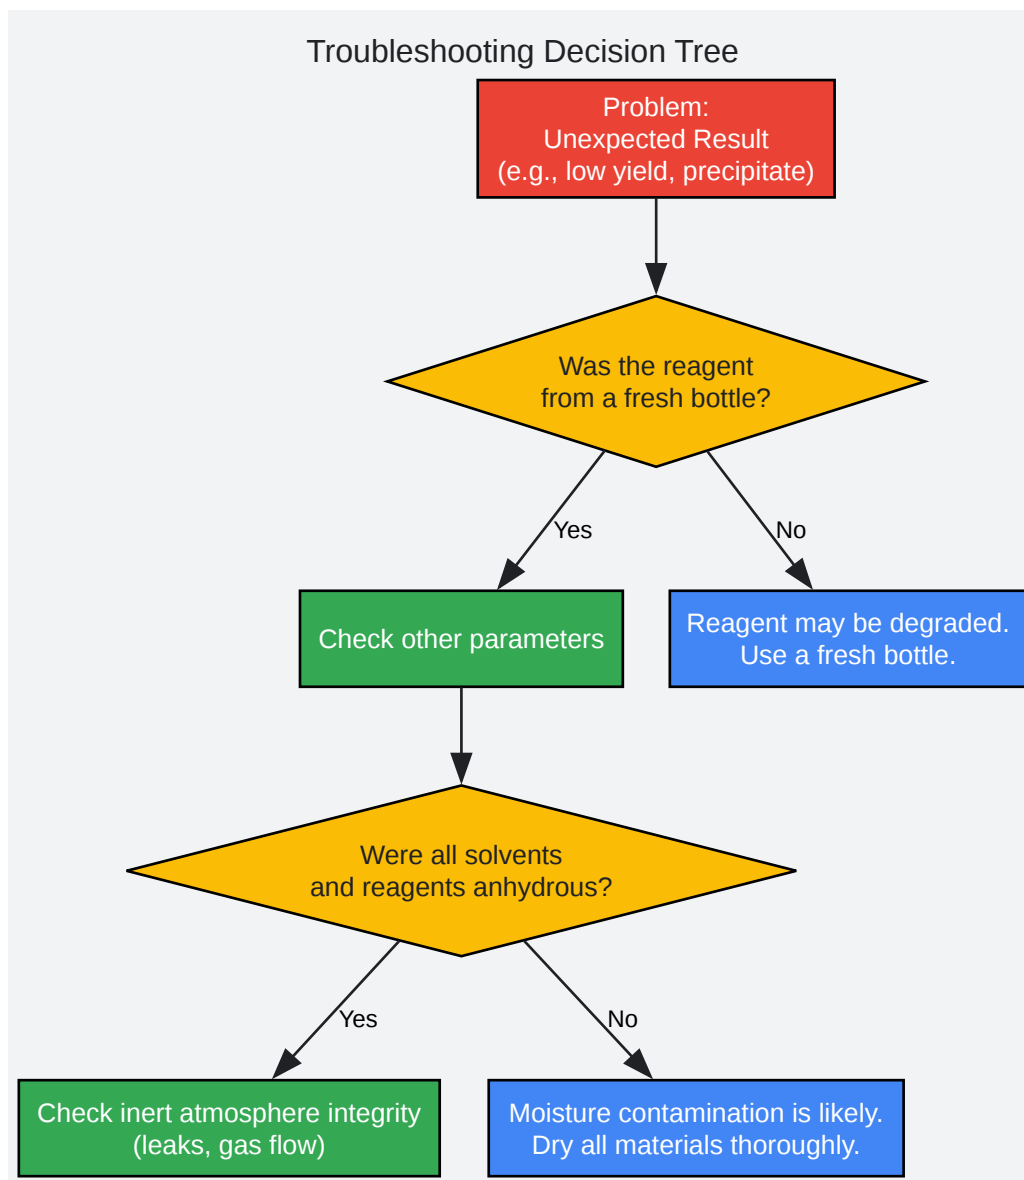 Troubleshooting Decision Tree
Problem:
Unexpected Result
(e.g., low yield, precipitate)
Was the reagent
from a fresh bottle?
Yes
No
Check other parameters
Reagent may be degraded.
Use a fresh bottle.
Were all solvents
and reagents anhydrous?
Yes
No
Check inert atmosphere integrity
(leaks, gas flow)
Moisture contamination is likely.
Dry all materials thoroughly.